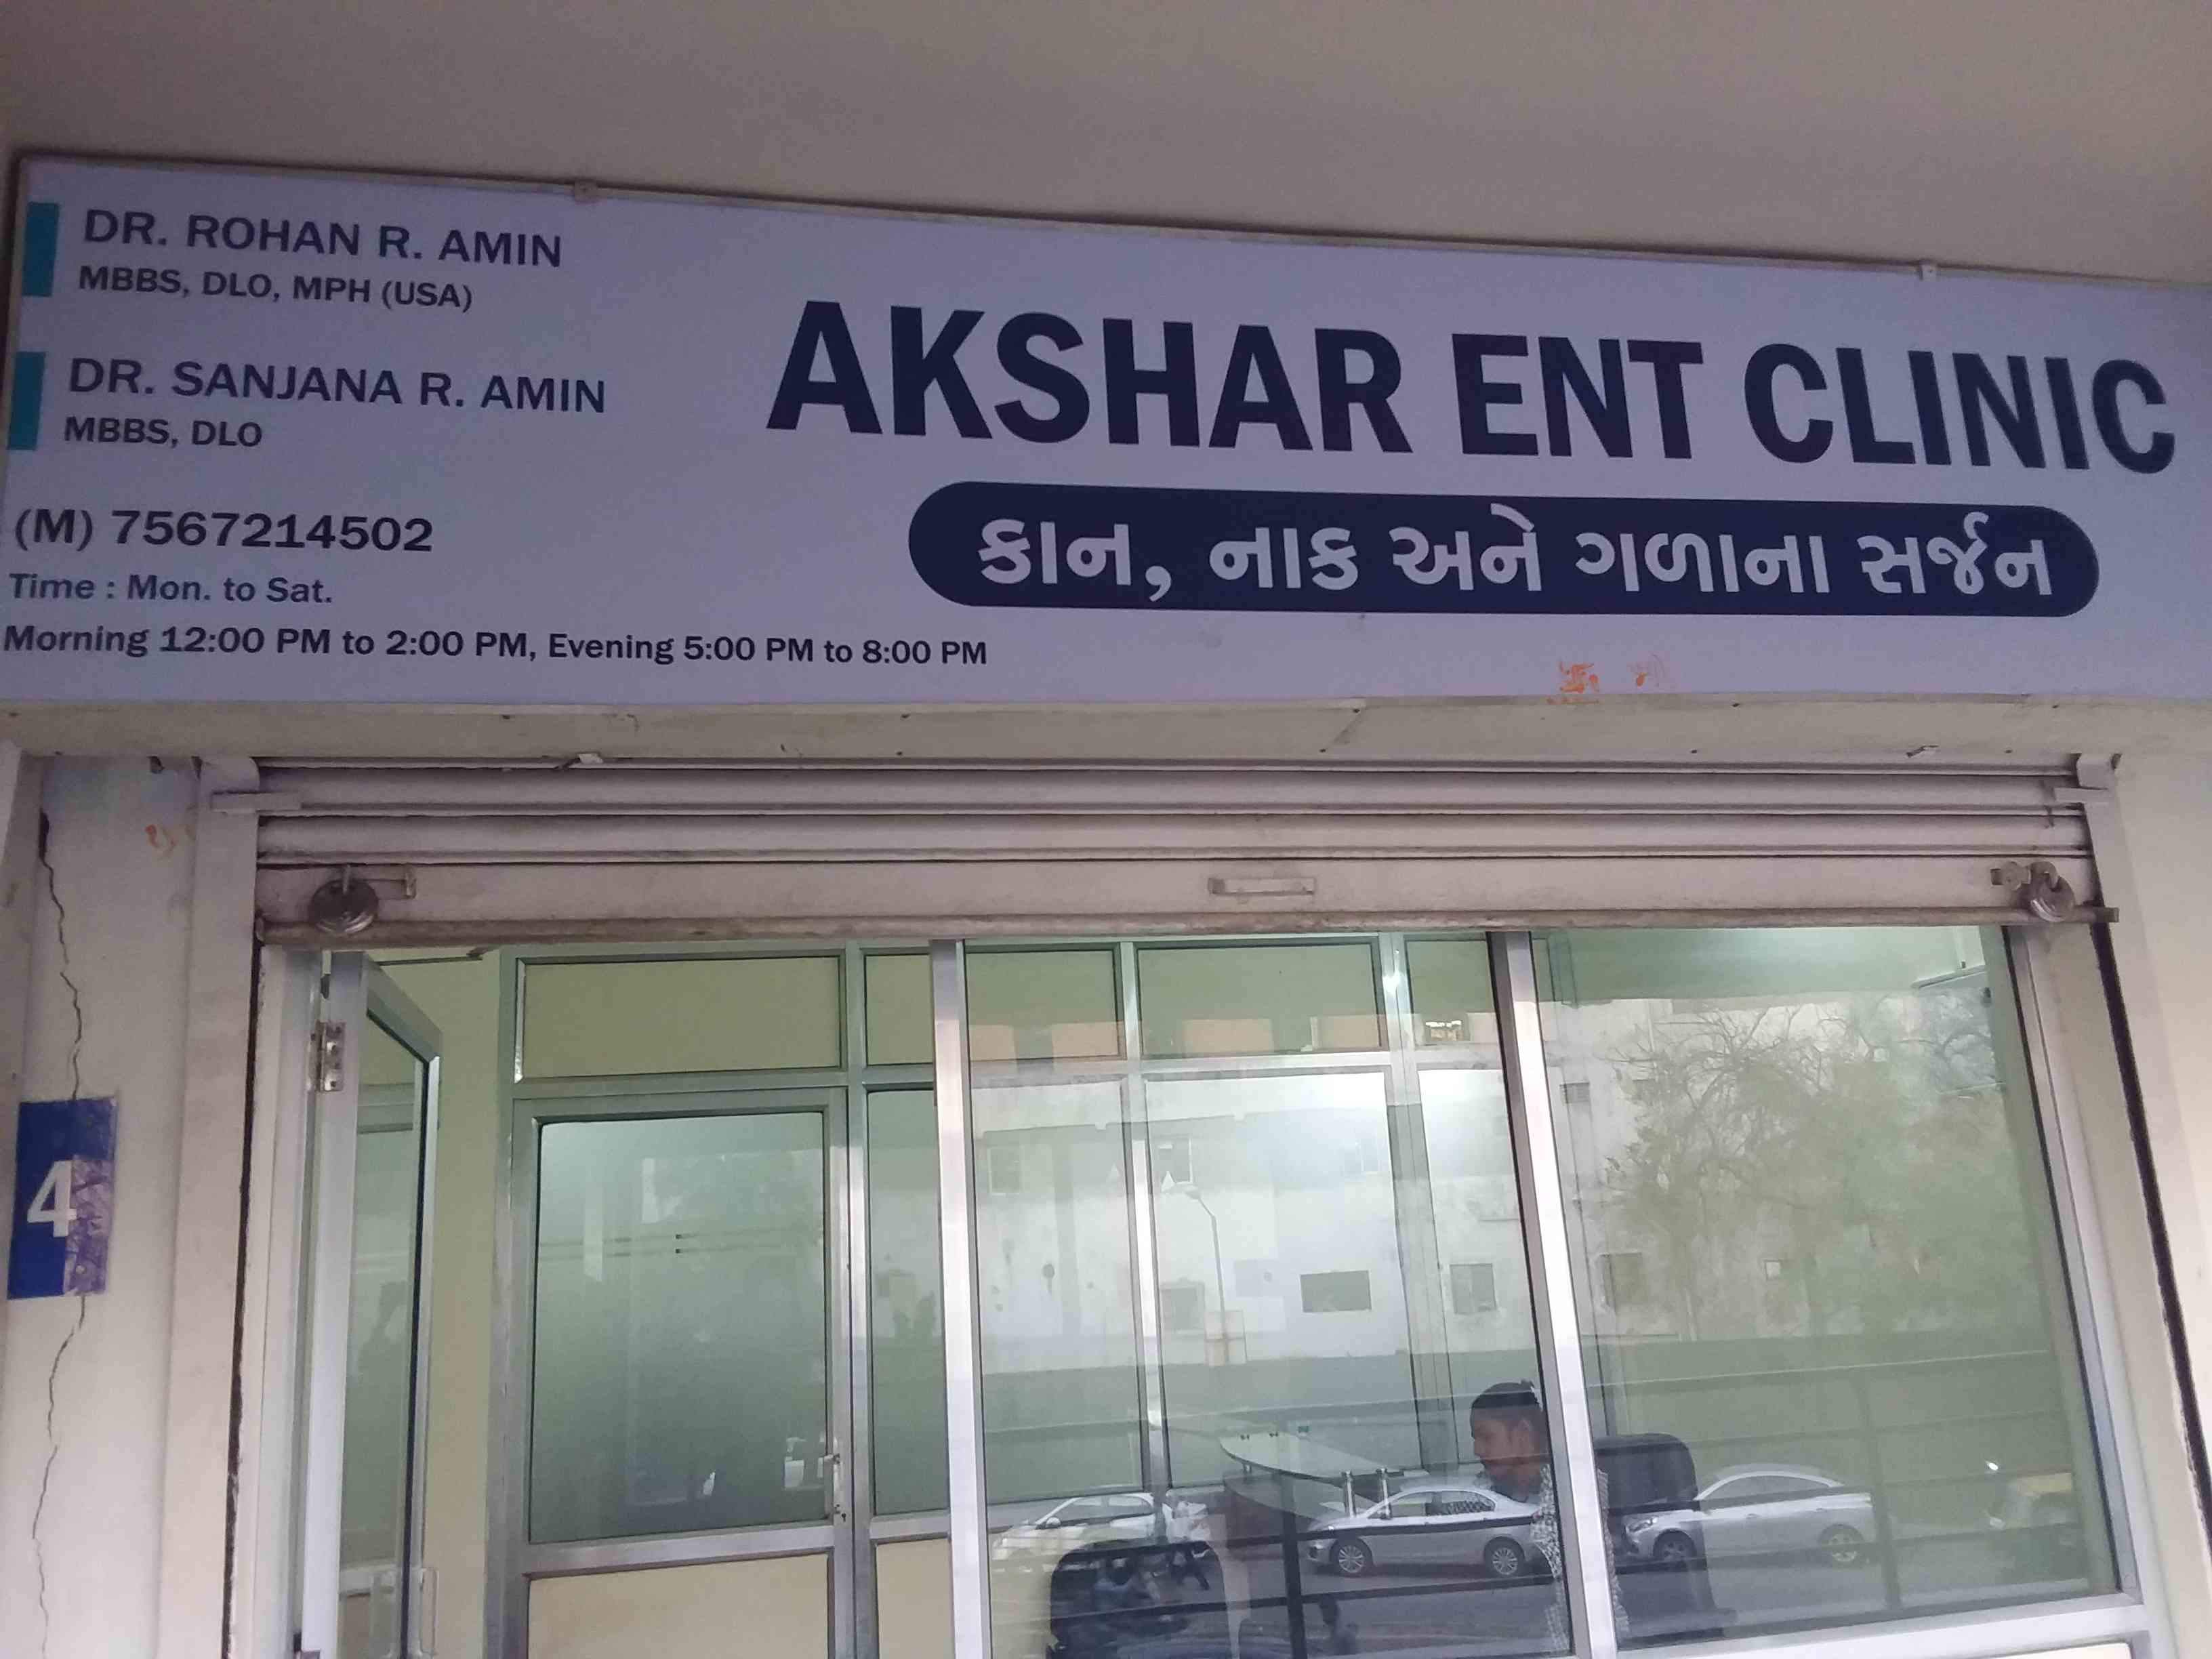 DR. ROHAN R. AMIN
MBBS, DLO, MPH (USA)
DR. SANJANA R. AMIN
MBBS, DLO
(M) 7567214502
Time : Mon. to Sat.
Morning 12:00 PM to 2:00 PM, Evening 5:00 PM to 8:00 PM
AKSHAR ENT CLINIC
કાન, નાક અને ગળાના સર્જન
4